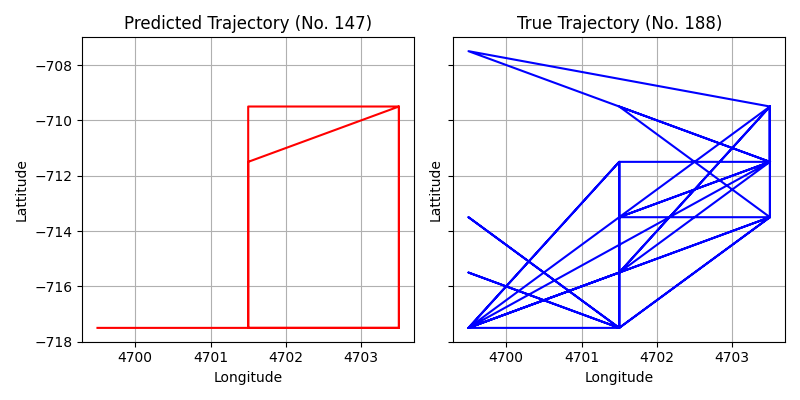 Predicted Trajectory (No. 147)
True Trajectory (No. 188)
−708
−710
−712
−714
−716
−718
Lattitude
Lattitude
4700 4701 4702 4703
4700 4701 4702 4703
Longitude
Longitude